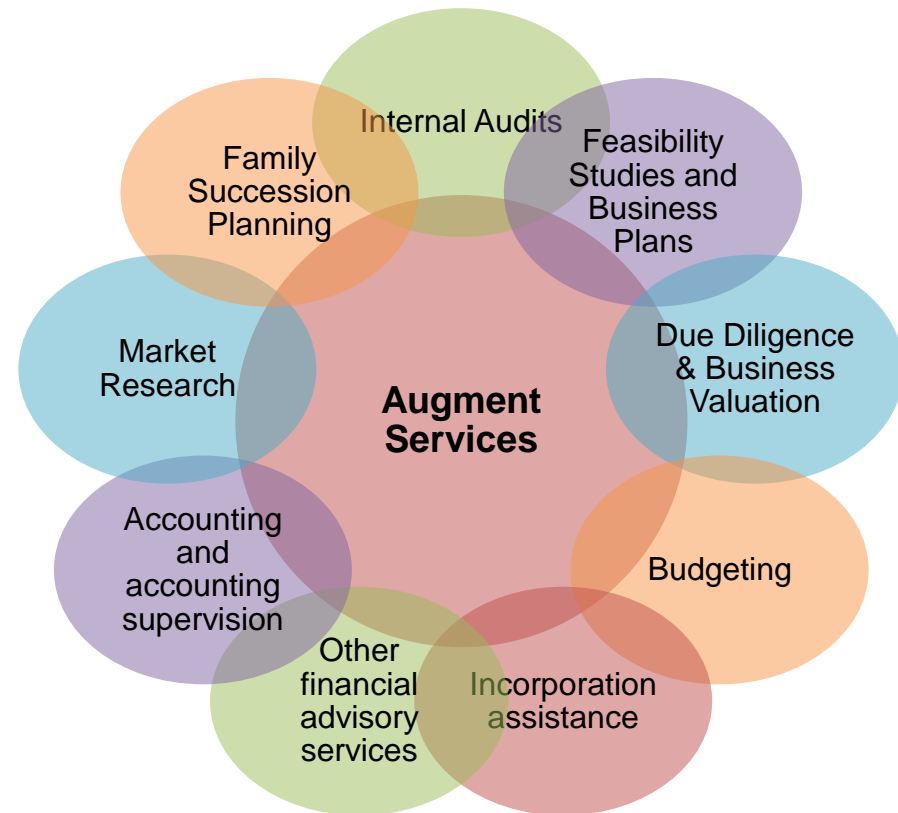 Internal Audits
Feasibility
Studies and
Business
Plans
Due Diligence
& Business
Valuation
Budgeting
Incorporation
assistance
Other
financial
advisory
services
Accounting
and
accounting
supervision
Market
Research
Family
Succession
Planning
Augment
Services